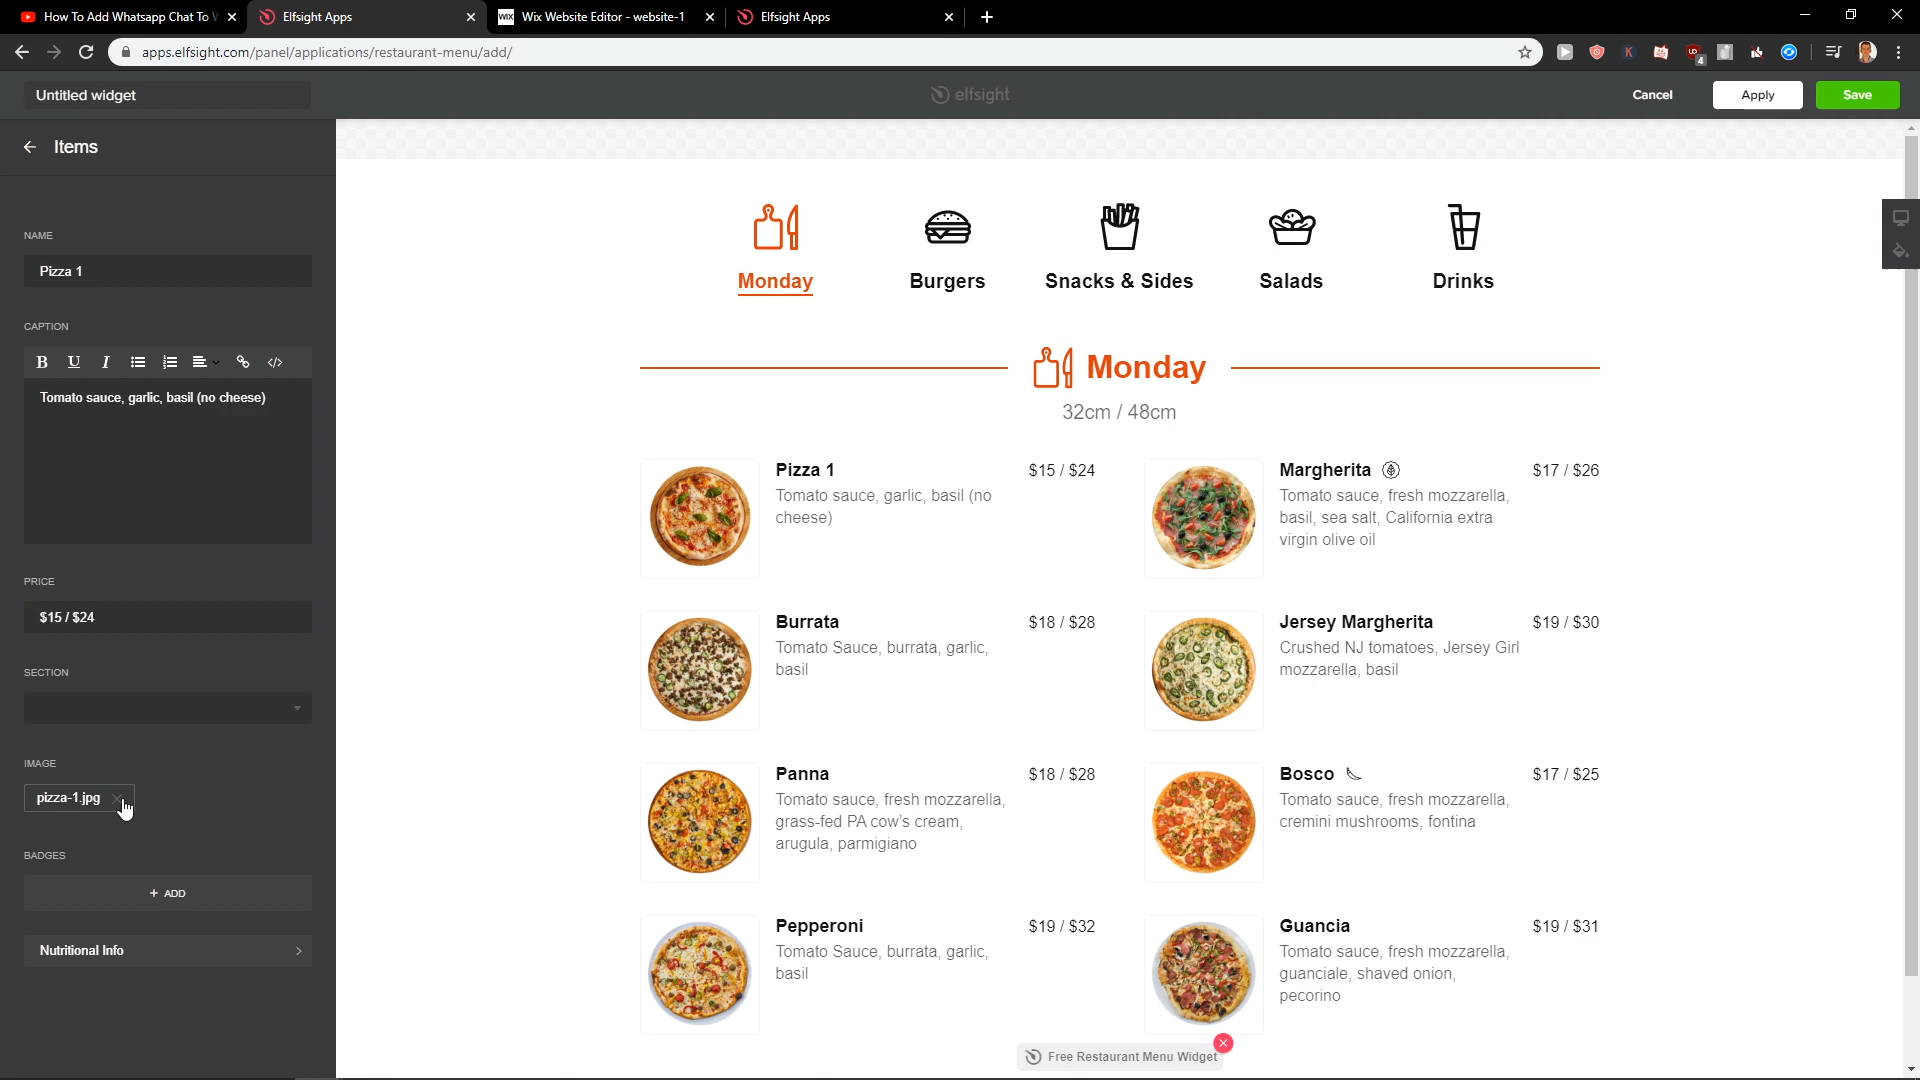 How To Add Whatsapp Chat To W
Elfsight Apps
WIX
Wix Website Editor - website-1
Elfsight Apps
apps.elfsight.com/panel/applications/restaurant-menu/add/
K
4
Untitled widget
elfsight
Cancel
Apply
Save
Items
NAME
Pizza 1
CAPTION
B U I
Tomato sauce, garlic, basil (no cheese)
PRICE
$15 / $24
SECTION
IMAGE
pizza-1.jpg
BADGES
+ ADD
Nutritional Info
Monday
Burgers
Snacks & Sides
Salads
Drinks
Monday
32cm / 48cm
Pizza 1
$15 / $24
Tomato sauce, garlic, basil (no
cheese)
Margherita
$17 / $26
Tomato sauce, fresh mozzarella,
basil, sea salt, California extra
virgin olive oil
Burrata
$18 / $28
Tomato Sauce, burrata, garlic,
basil
Jersey Margherita
$19 / $30
Crushed NJ tomatoes, Jersey Girl
mozzarella, basil
Panna
$18 / $28
Tomato sauce, fresh mozzarella,
grass-fed PA cow's cream,
arugula, parmigiano
Bosco
$17 / $25
Tomato sauce, fresh mozzarella,
cremini mushrooms, fontina
Pepperoni
$19 / $32
Tomato Sauce, burrata, garlic,
basil
Guancia
$19 / $31
Tomato sauce, fresh mozzarella,
guanciale, shaved onion,
pecorino
Free Restaurant Menu Widget